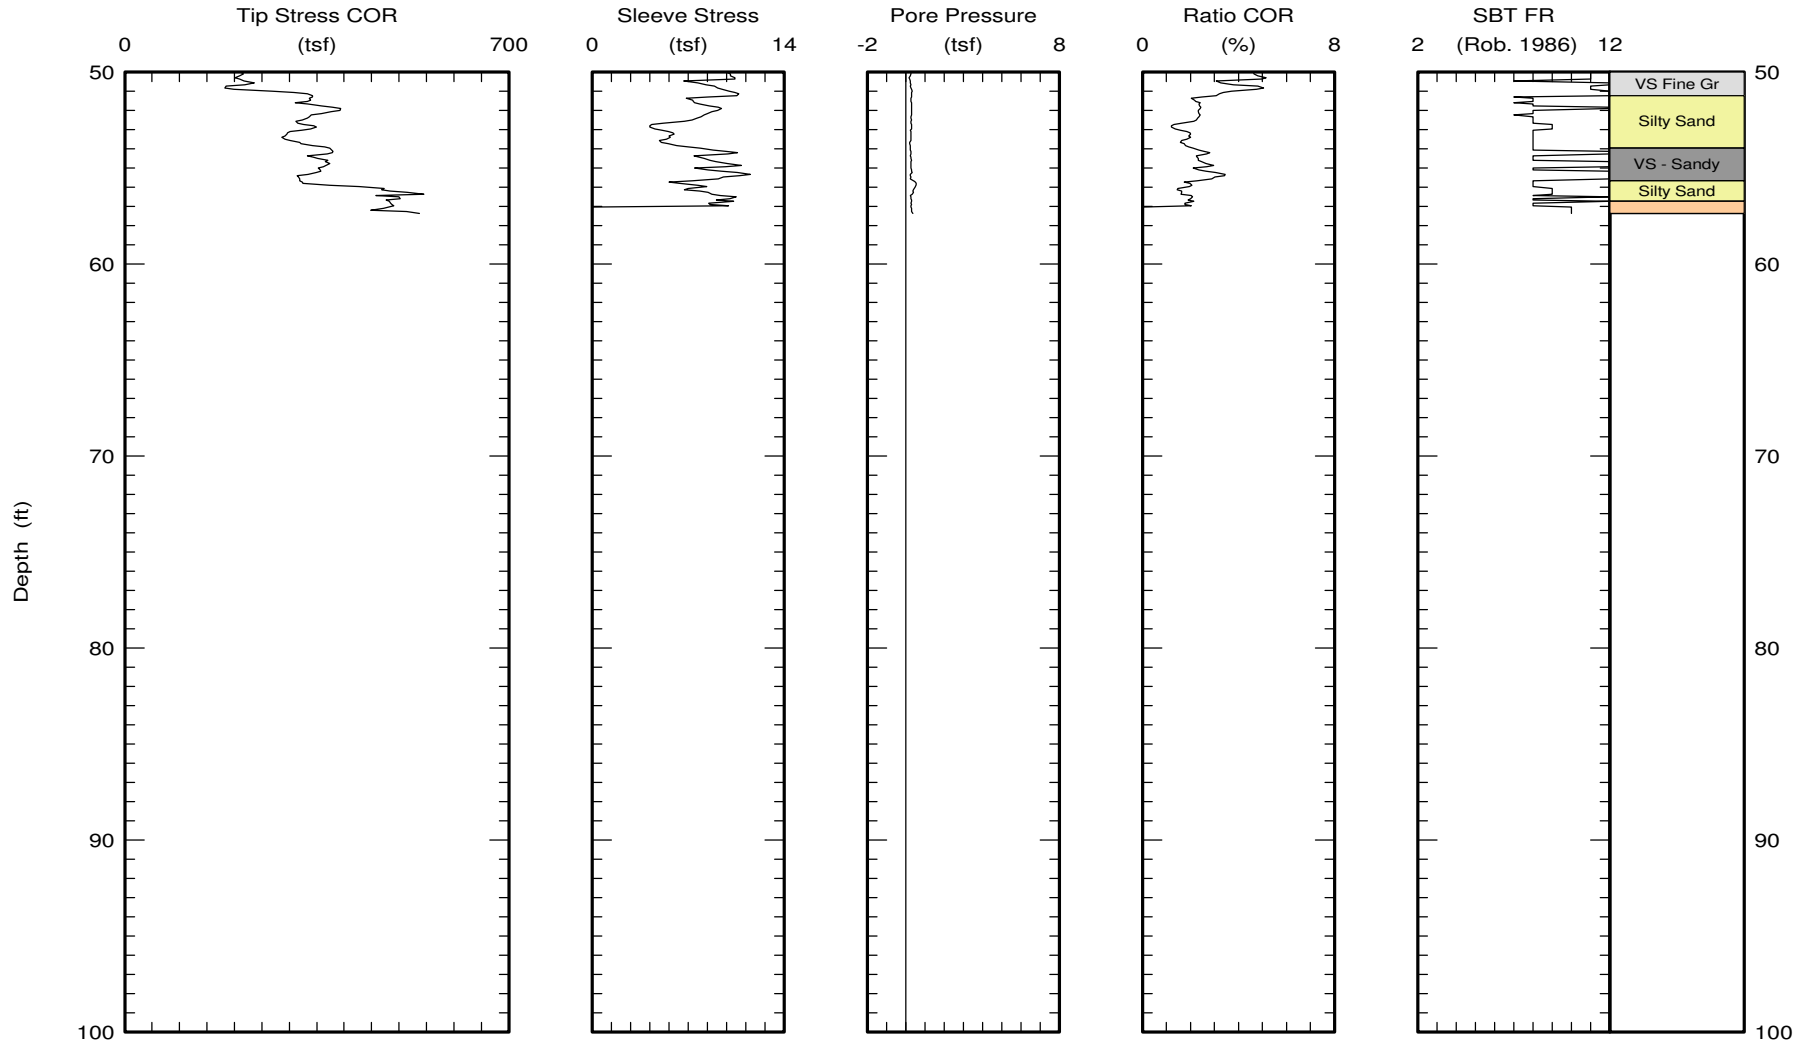 Tip Stress COR
Sleeve Stress
Pore Pressure
Ratio COR
SBT FR
0 (tsf) 700
0 (tsf) 14
-2 (tsf) 8
0 (%) 8
2 (Rob. 1986) 12
50
50
VS Fine Gr
Silty Sand
VS - Sandy
Silty Sand
60
60
70
70
Depth (ft)
80
80
90
90
100
100